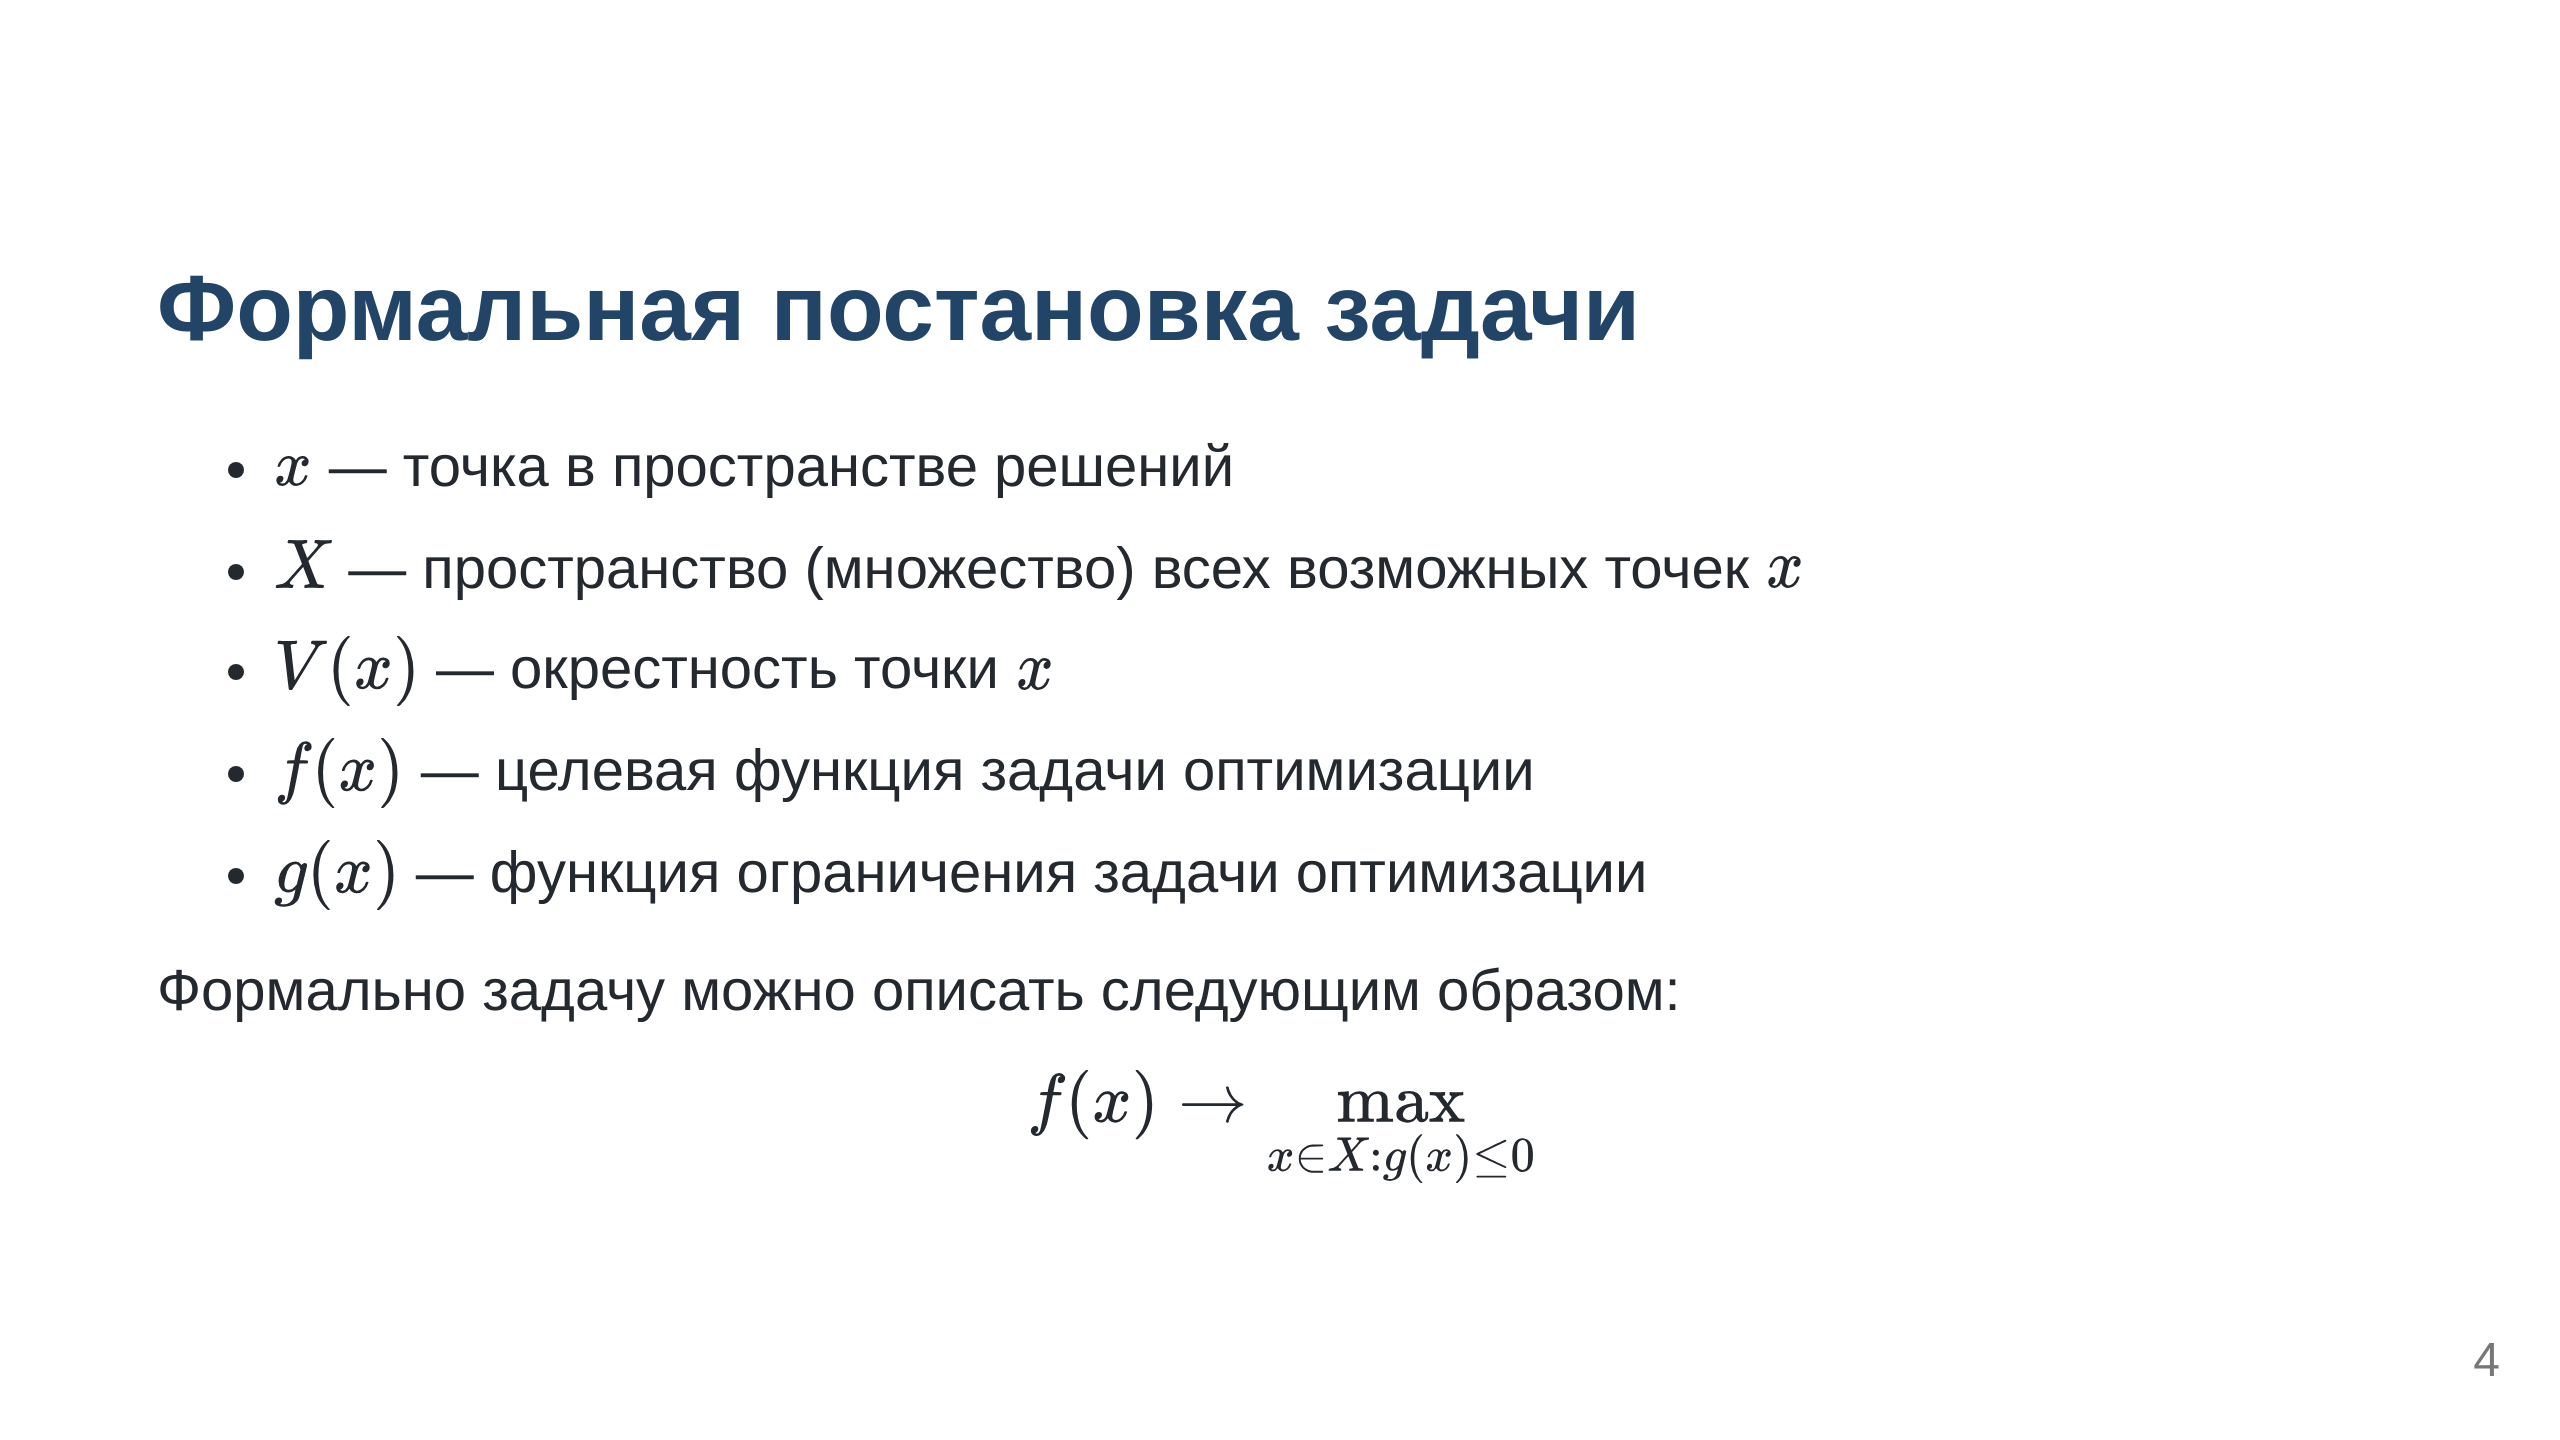 Формальная постановка задачи
• x — точка в пространстве решений
• X — пространство (множество) всех возможных точек x
• V(x) — окрестность точки x
• f(x) — целевая функция задачи оптимизации
• g(x) — функция ограничения задачи оптимизации
Формально задачу можно описать следующим образом:
f(x) → max
x∈X:g(x)≤0
4